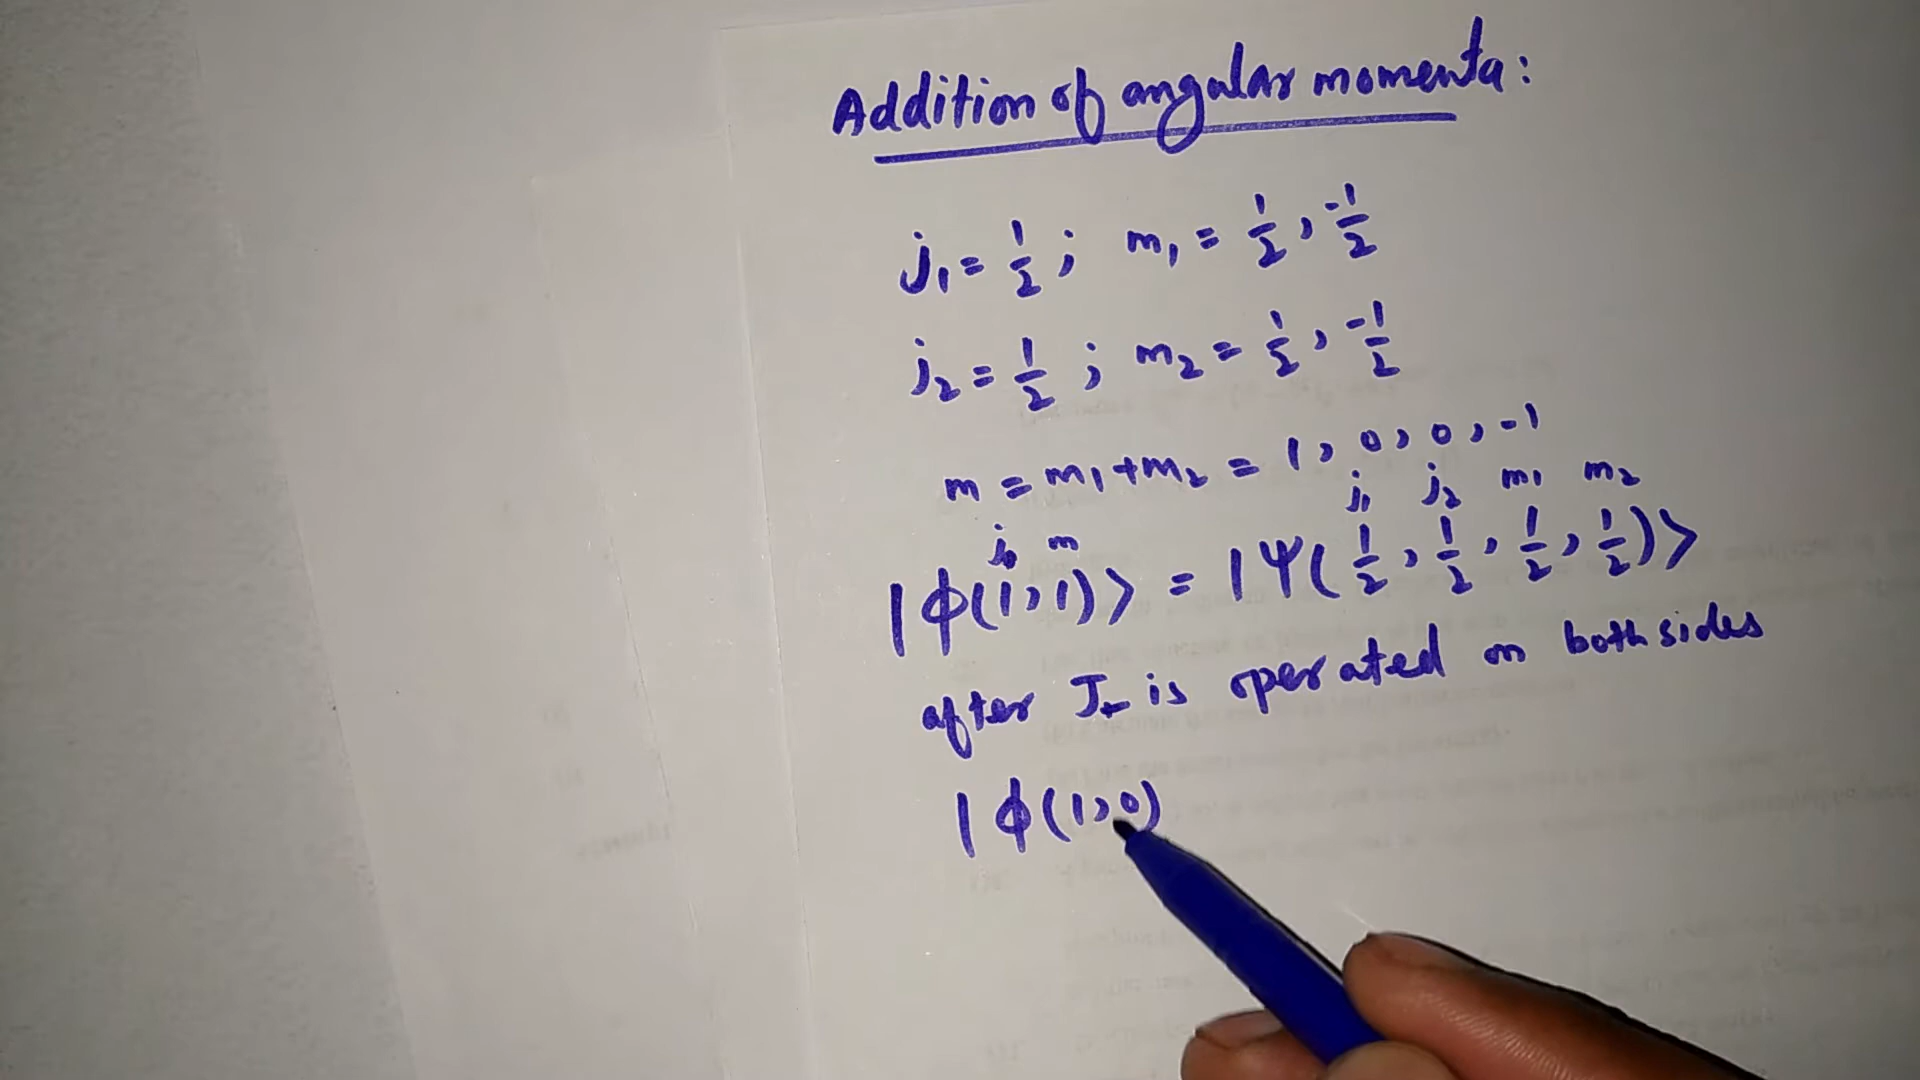 Addition of angular momenta:
j₁ = 1/2 ; m₁ = 1/2, -1/2
j₂ = 1/2 ; m₂ = 1/2, -1/2
m = m₁+m₂ = 1, 0, 0, -1
j m j₁ j₂ m₁ m₂
|ϕ(1,1)> = |Ψ(1/2, 1/2, 1/2, 1/2)>
after J₋ is operated on both sides
|ϕ(1,0)